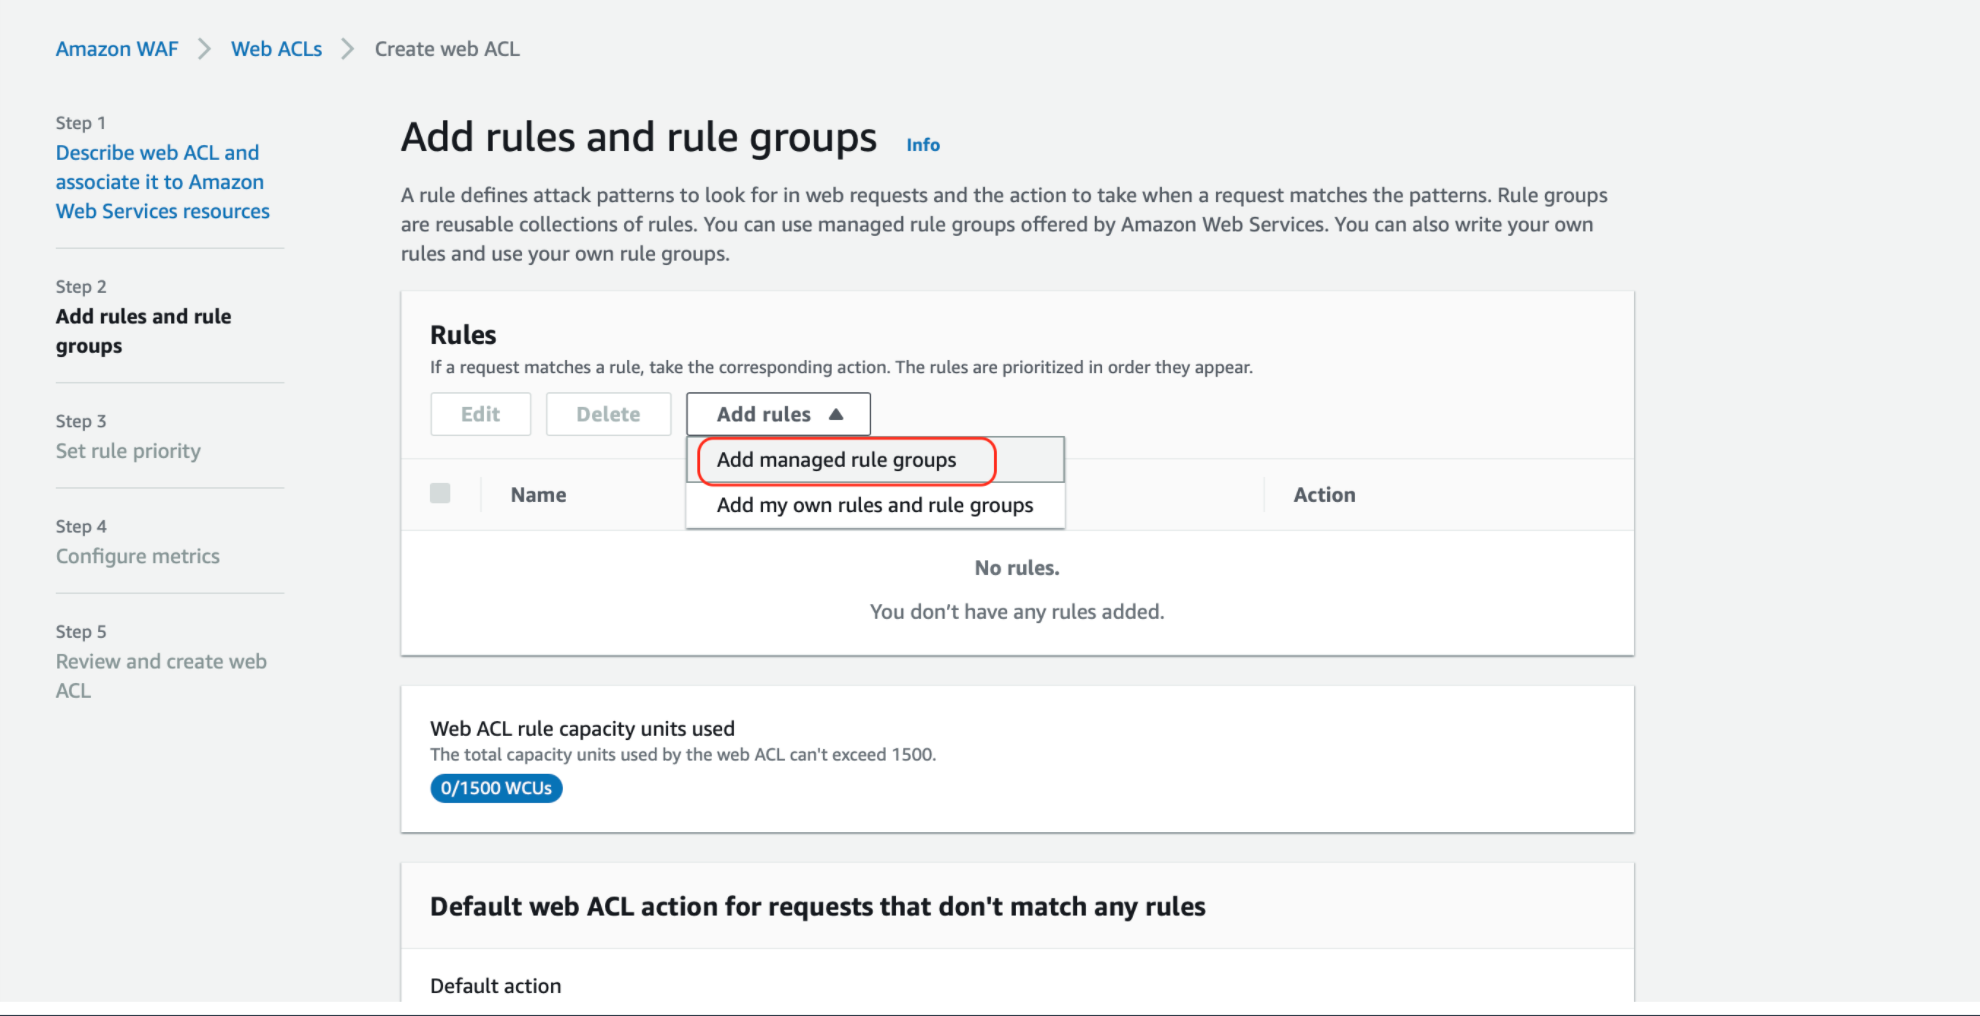 Amazon WAF > Web ACLs > Create web ACL
Step 1
Describe web ACL and
associate it to Amazon
Web Services resources
Step 2
Add rules and rule
groups
Step 3
Set rule priority
Step 4
Configure metrics
Step 5
Review and create web
ACL
Add rules and rule groups Info
A rule defines attack patterns to look for in web requests and the action to take when a request matches the patterns. Rule groups
are reusable collections of rules. You can use managed rule groups offered by Amazon Web Services. You can also write your own
rules and use your own rule groups.
Rules
If a request matches a rule, take the corresponding action. The rules are prioritized in order they appear.
Edit Delete Add rules
Add managed rule groups
Add my own rules and rule groups
Name Action
No rules.
You don’t have any rules added.
Web ACL rule capacity units used
The total capacity units used by the web ACL can't exceed 1500.
0/1500 WCUs
Default web ACL action for requests that don't match any rules
Default action